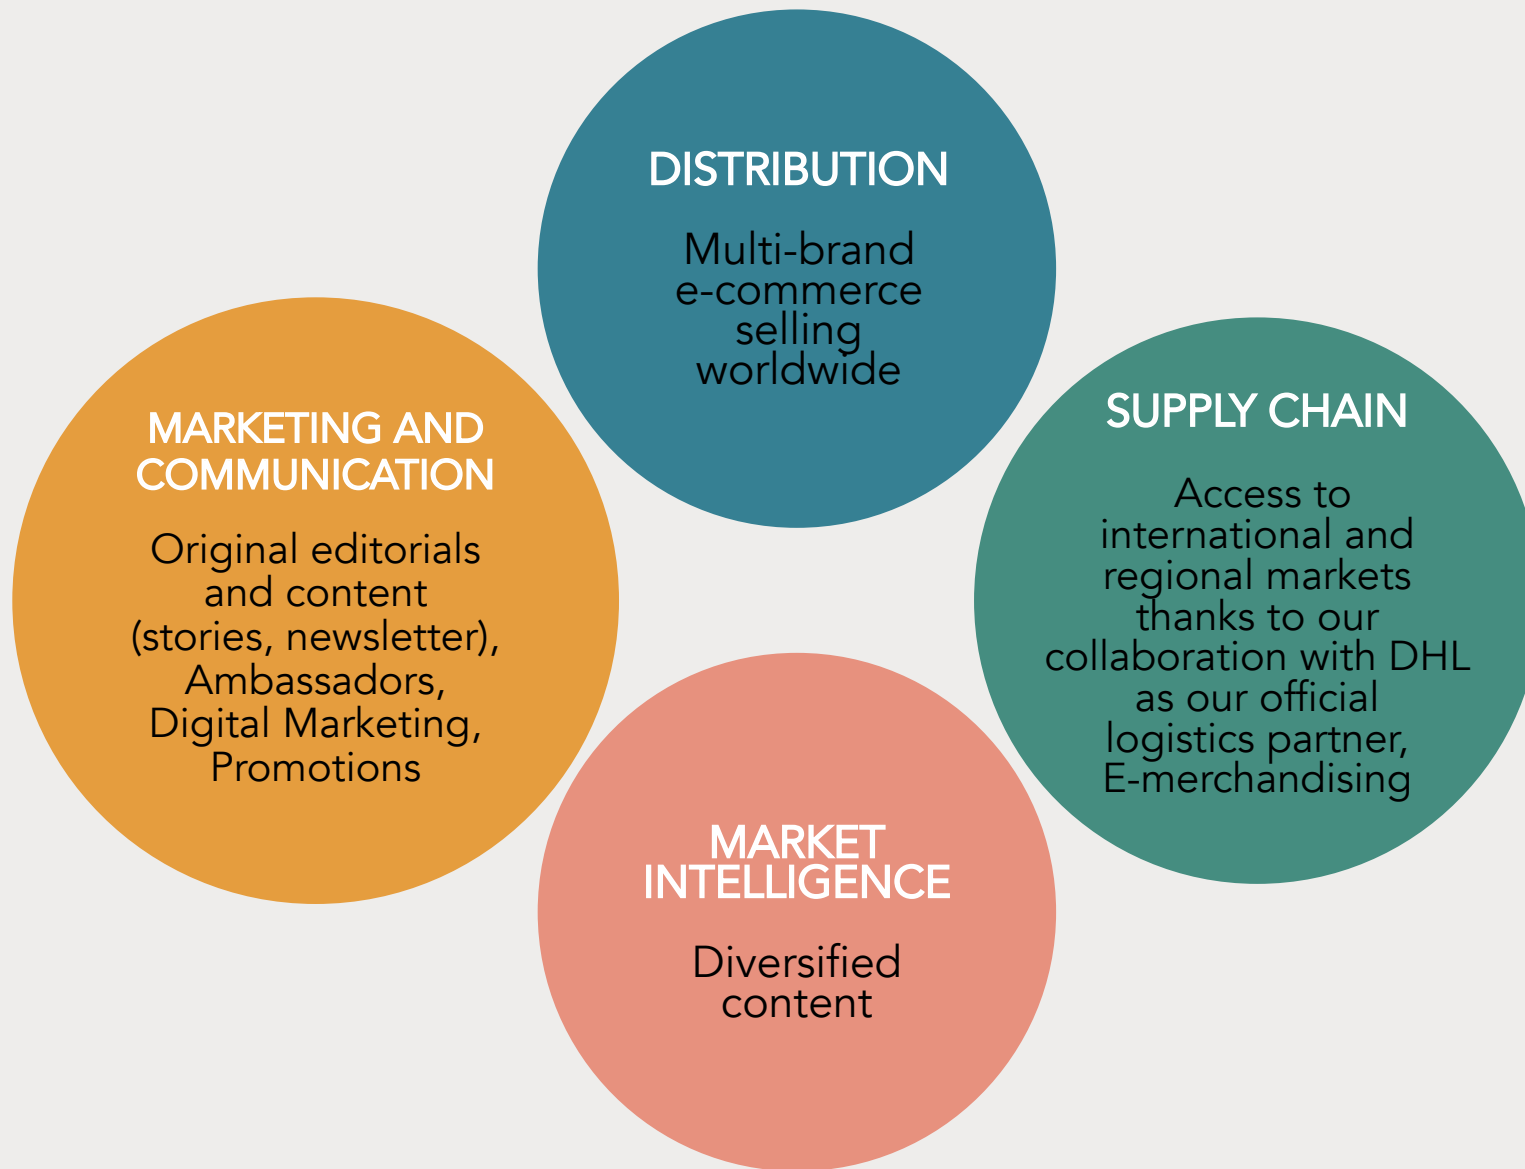 DISTRIBUTION
Multi-brand
e-commerce
selling
worldwide
MARKETING AND
COMMUNICATION
Original editorials
and content
(stories, newsletter),
Ambassadors,
Digital Marketing,
Promotions
SUPPLY CHAIN
Access to
international and
regional markets
thanks to our
collaboration with DHL
as our official
logistics partner,
E-merchandising
MARKET
INTELLIGENCE
Diversified
content